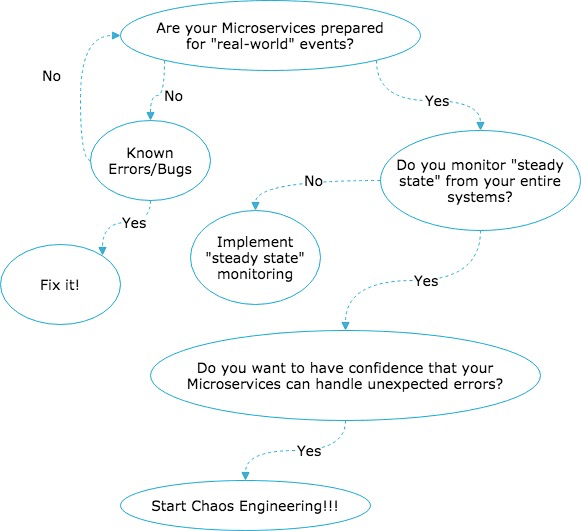 Are your Microservices prepared
for "real-world" events?
No
No
Yes
Known
Errors/Bugs
Do you monitor "steady
state" from your entire
systems?
No
Yes
Implement
"steady state"
monitoring
Fix it!
Yes
Do you want to have confidence that your
Microservices can handle unexpected errors?
Yes
Start Chaos Engineering!!!